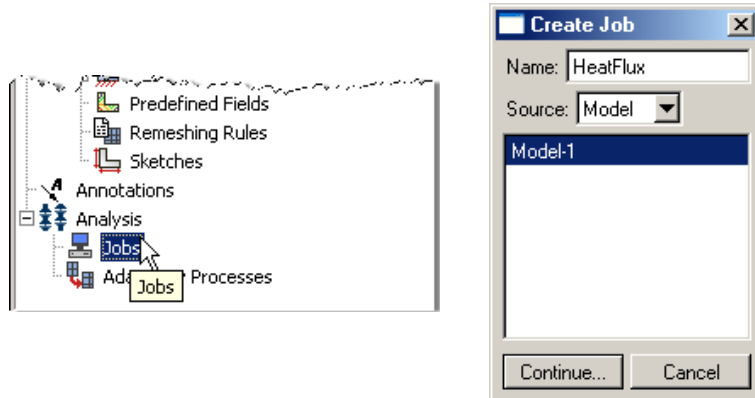 Predefined Fields
Remeshing Rules
Sketches
Annotations
Analysis
Jobs
Ada Processes
Jobs
Create Job
Name: HeatFlux
Source: Model
Model-1
Continue... Cancel